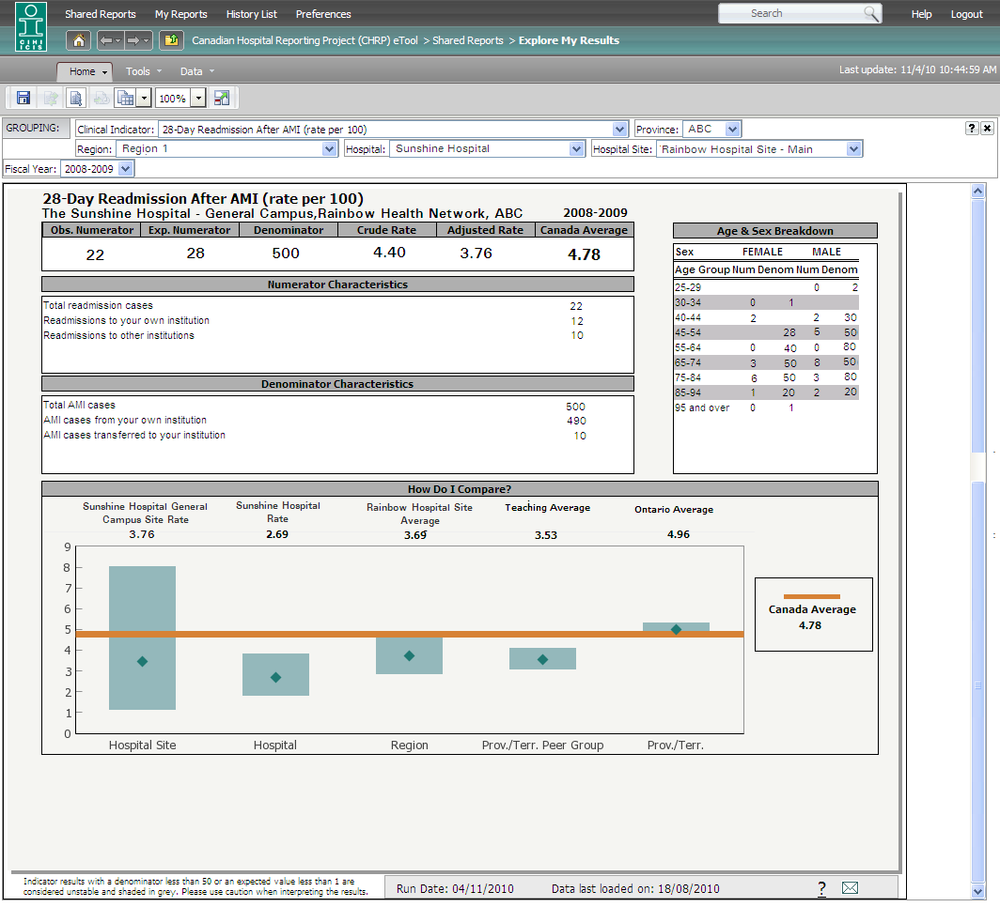 Shared Reports My Reports History List Preferences Search Help Logout
CIHI
ICIS
Canadian Hospital Reporting Project (CHRP) eTool > Shared Reports > Explore My Results
Home Tools Data Last update: 11/4/10 10:44:59 AM
100%
GROUPING: Clinical Indicator: 28-Day Readmission After AMI (rate per 100) Province: ABC ?
Region: Region 1 Hospital: Sunshine Hospital Hospital Site: Rainbow Hospital Site - Main
Fiscal Year: 2008-2009
28-Day Readmission After AMI (rate per 100)
The Sunshine Hospital - General Campus,Rainbow Health Network, ABC 2008-2009
Obs. Numerator Exp. Numerator Denominator Crude Rate Adjusted Rate Canada Average
22 28 500 4.40 3.76 4.78
Numerator Characteristics
Total readmission cases 22
Readmissions to your own institution 12
Readmissions to other institutions 10
Denominator Characteristics
Total AMI cases 500
AMI cases from your own institution 490
AMI cases transferred to your institution 10
Age & Sex Breakdown
Sex FEMALE MALE
Age Group Num Denom Num Denom
25-29 0 2
30-34 0 1
40-44 2 2 30
45-54 28 5 50
55-64 0 40 0 80
65-74 3 50 8 50
75-84 6 50 3 80
85-94 1 20 2 20
95 and over 0 1
How Do I Compare?
Sunshine Hospital General
Campus Site Rate
3.76
Sunshine Hospital
Rate
2.69
Rainbow Hospital Site
Average
3.69
Teaching Average
3.53
Ontario Average
4.96
9
8
7
6
5
4
3
2
1
0
Hospital Site Hospital Region Prov./Terr. Peer Group Prov./Terr.
Canada Average
4.78
Indicator results with a denominator less than 50 or an expected value less than 1 are
considered unstable and shaded in grey. Please use caution when interpreting the results.
Run Date: 04/11/2010 Data last loaded on: 18/08/2010 ?